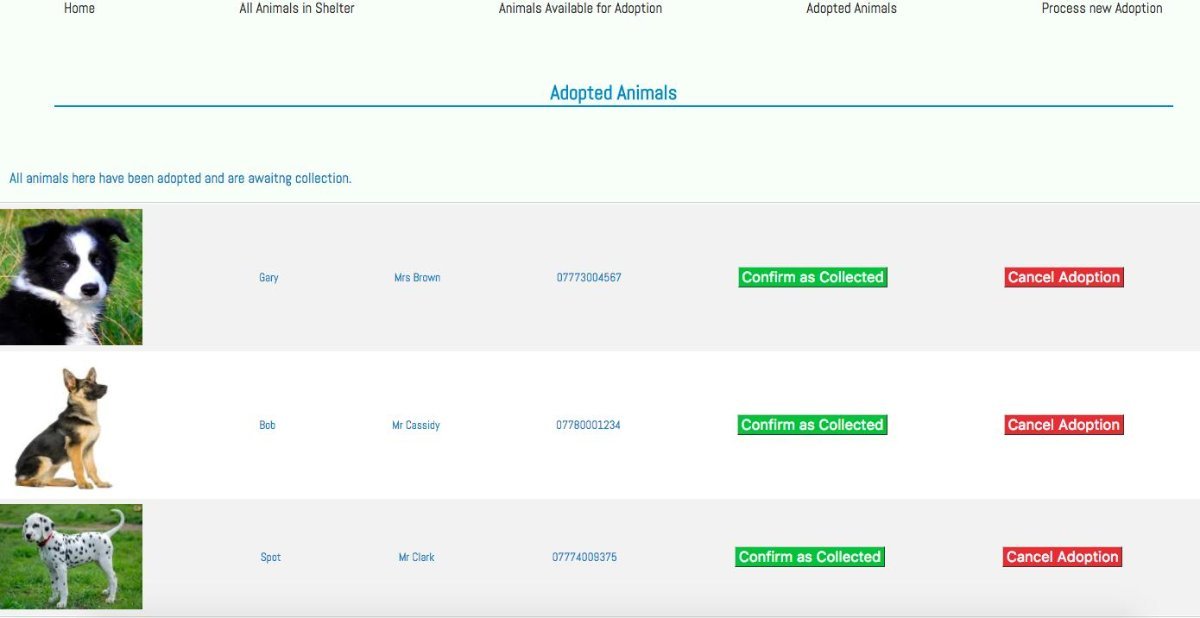 Home All Animals in Shelter Animals Available for Adoption Adopted Animals Process new Adoption
Adopted Animals
All animals here have been adopted and are awaitng collection.
Gary Mrs Brown 07773004567 Confirm as Collected Cancel Adoption
Bob Mr Cassidy 07780001234 Confirm as Collected Cancel Adoption
Spot Mr Clark 07774009375 Confirm as Collected Cancel Adoption